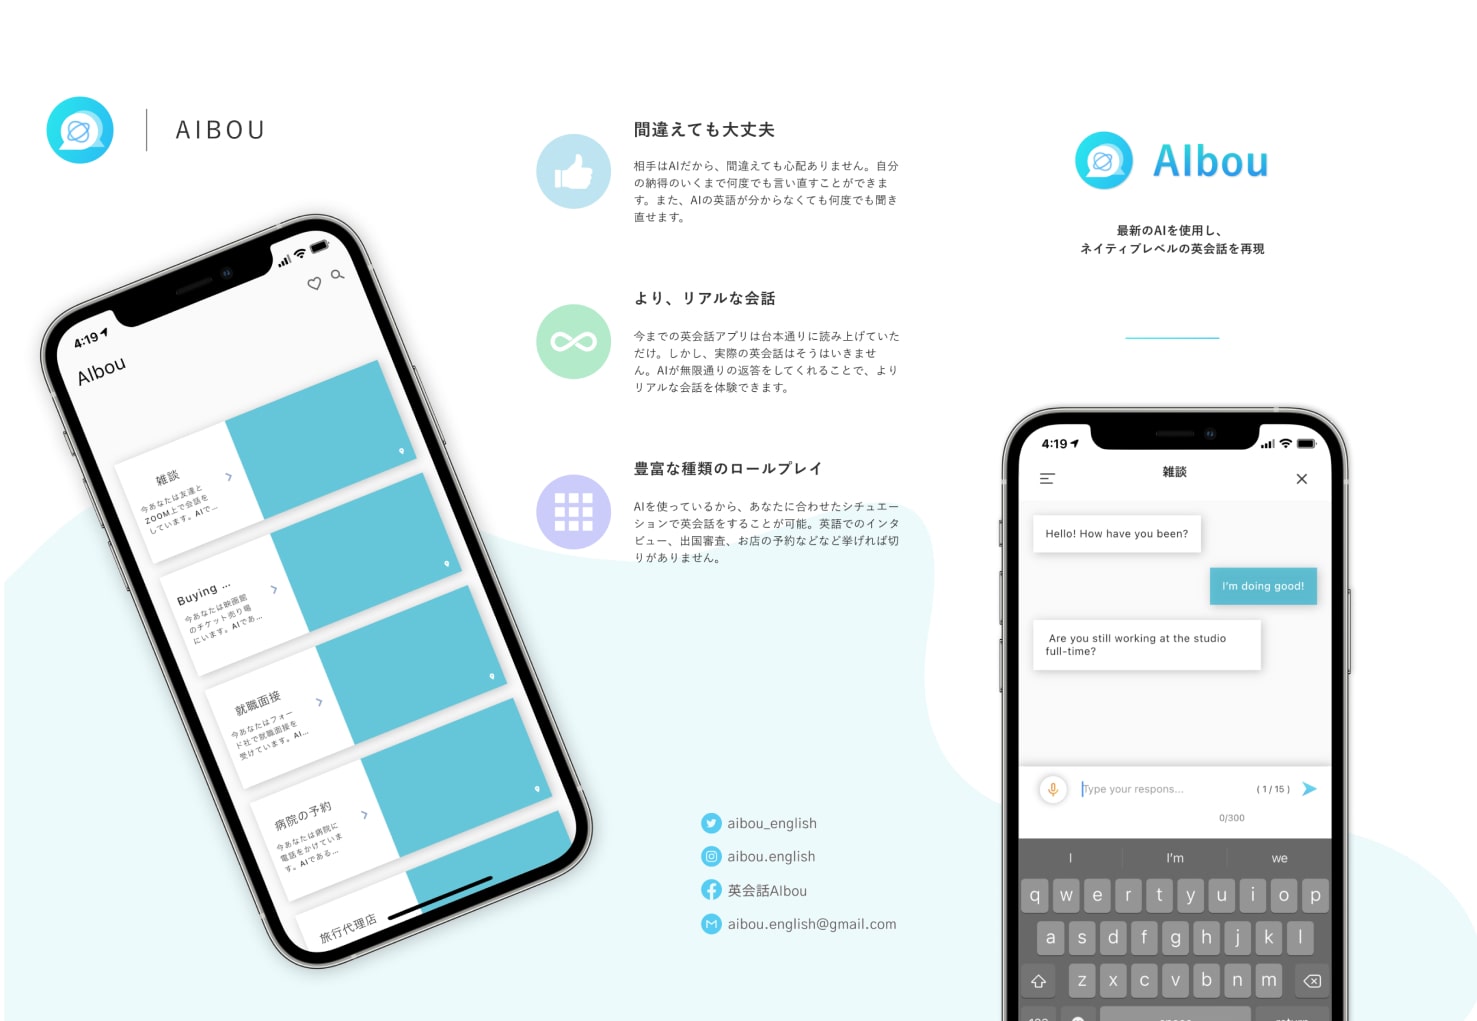 AIBOU
4:19
AIbou
雑談
今あなたは友達と
ZOOM上で会話を
しています。AIで...
Buying ...
今あなたは映画館
のチケット売り場
にいます。AIであ...
就職面接
今あなたはフォー
ド社で就職面接を
受けています。AI...
病院の予約
今あなたは病院に
電話をかけていま
す。AIである...
旅行代理店
間違えても大丈夫
相手はAIだから、間違えても心配ありません。自分
の納得のいくまで何度でも言い直すことができま
す。また、AIの英語が分からなくても何度でも聞き
直せます。
より、リアルな会話
今までの英会話アプリは台本通りに読み上げていた
だけ。しかし、実際の英会話はそうはいきませ
ん。AIが無限通りの返答をしてくれることで、より
リアルな会話を体験できます。
豊富な種類のロールプレイ
AIを使っているから、あなたに合わせたシチュエー
ションで英会話をすることが可能。英語でのインタ
ビュー、出国審査、お店の予約などなど挙げれば切
りがありません。
aibou_english
aibou.english
英会話AIbou
aibou.english@gmail.com
AIbou
最新のAIを使用し、
ネイティブレベルの英会話を再現
4:19
雑談
Hello! How have you been?
I'm doing good!
Are you still working at the studio
full-time?
Type your respons... ( 1 / 15 )
0/300
I I'm we
q w e r t y u i o p
a s d f g h j k l
z x c v b n m
123 space return